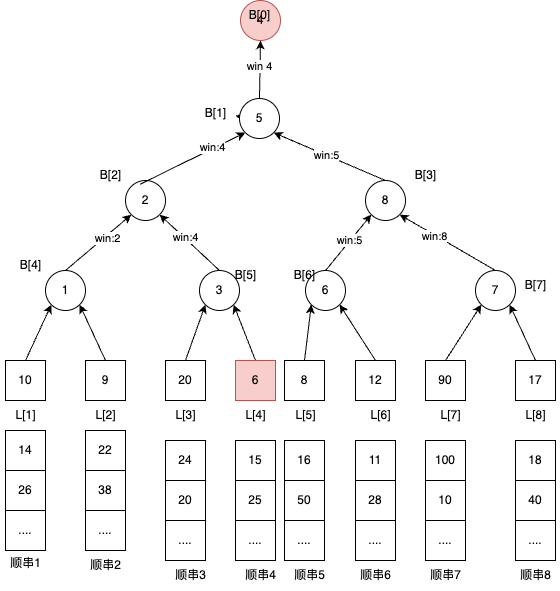 B[0]
4
win 4
B[1]
5
win:4
win:5
B[2]
2
8
B[3]
win:2
win:4
win:5
win:8
B[4]
1
3
B[5]
B[6]
6
7
B[7]
10
9
20
6
8
12
90
17
L[1]
L[2]
L[3]
L[4]
L[5]
L[6]
L[7]
L[8]
14
22
24
15
16
11
100
18
26
38
20
25
50
28
10
40
....
....
....
....
....
....
....
....
顺串1
顺串2
顺串3
顺串4
顺串5
顺串6
顺串7
顺串8